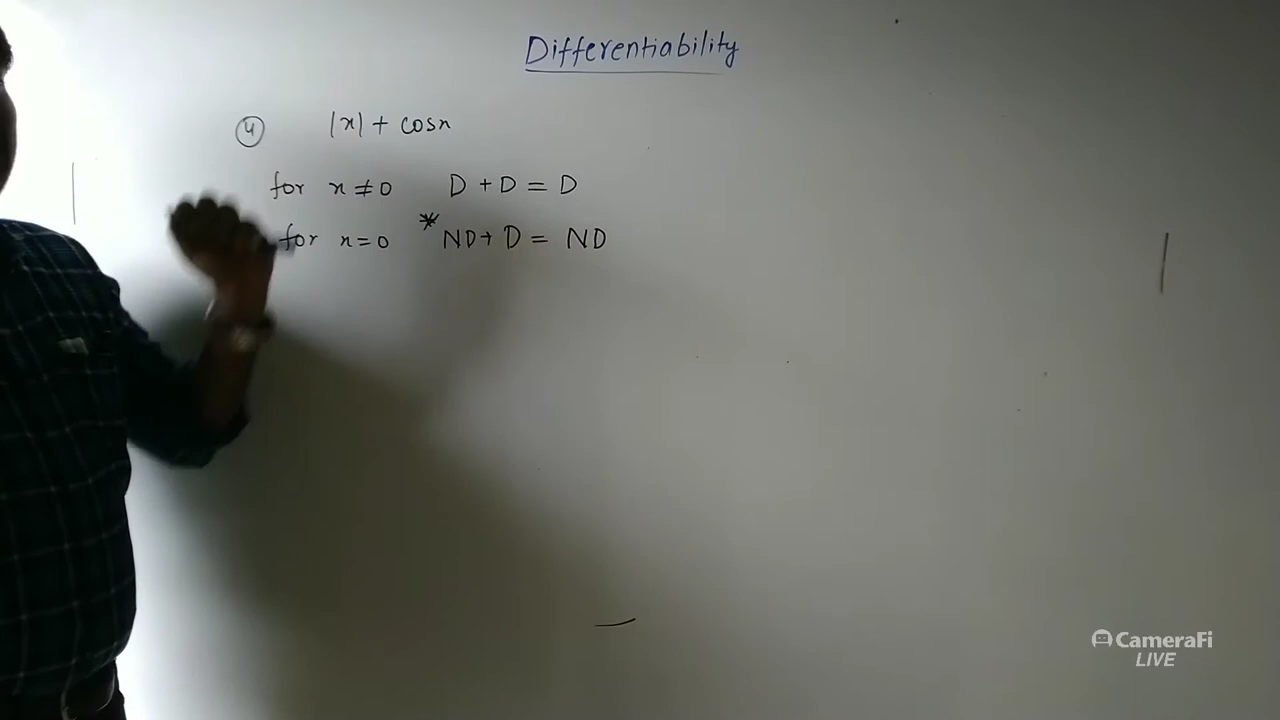 Differentiability
④ |x| + cosx
for x ≠ 0 D + D = D
for x = 0 * ND + D = ND
CameraFi
LIVE